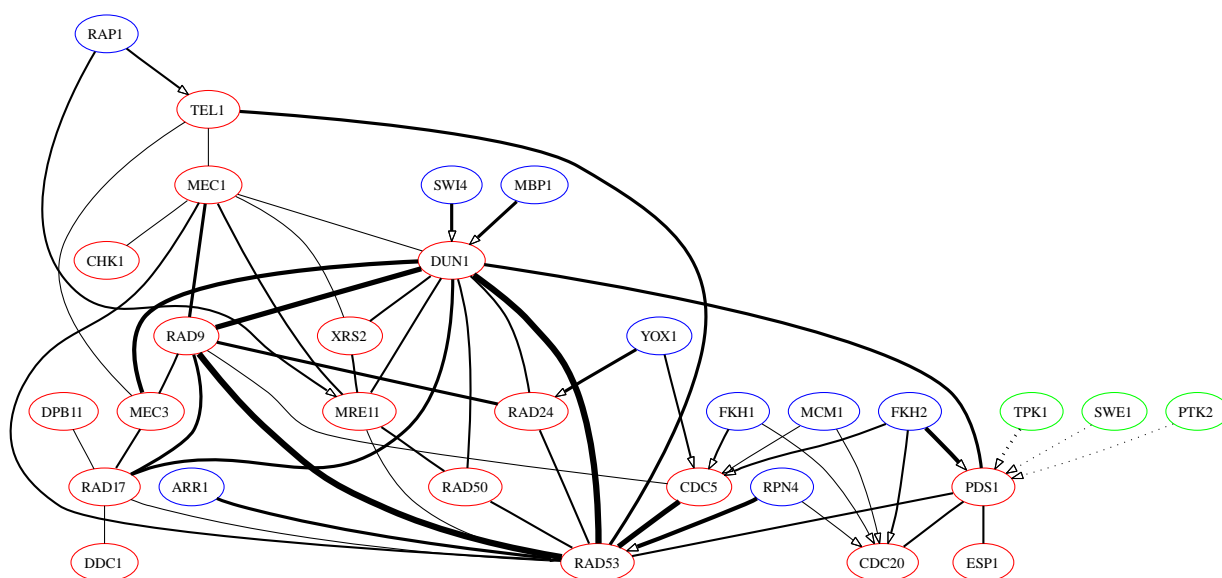 RAP1
TEL1
MEC1
SWI4
MBP1
CHK1
DUN1
RAD9
XRS2
YOX1
DPB11
MEC3
MRE11
RAD24
FKH1
MCM1
FKH2
TPK1
SWE1
PTK2
RAD17
ARR1
RAD50
CDC5
RPN4
PDS1
DDC1
RAD53
CDC20
ESP1